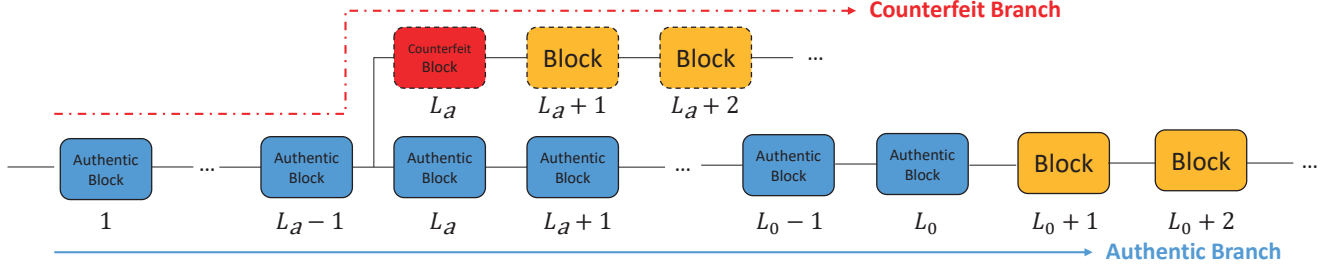 Counterfeit Branch
Counterfeit
Block
Block
Block
...
L_a
L_a + 1
L_a + 2
Authentic
Block
...
Authentic
Block
Authentic
Block
Authentic
Block
...
Authentic
Block
Authentic
Block
Block
Block
...
1
L_a − 1
L_a
L_a + 1
L_0 − 1
L_0
L_0 + 1
L_0 + 2
Authentic Branch